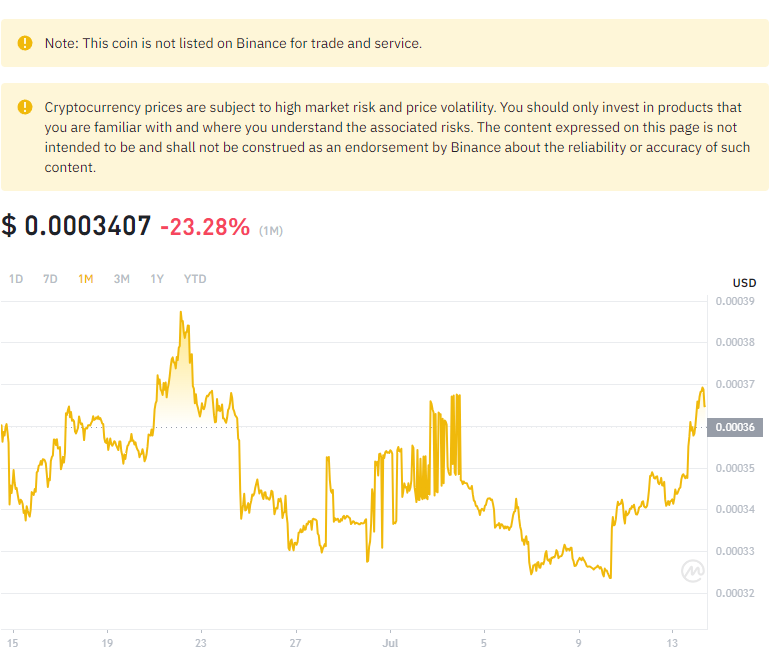 Note: This coin is not listed on Binance for trade and service.
Cryptocurrency prices are subject to high market risk and price volatility. You should only invest in products that
you are familiar with and where you understand the associated risks. The content expressed on this page is not
intended to be and shall not be construed as an endorsement by Binance about the reliability or accuracy of such
content.
$ 0.0003407 -23.28% (1M)
1D 7D 1M 3M 1Y YTD
USD
0.00039
0.00038
0.00037
0.00036
0.00035
0.00034
0.00033
0.00032
15 19 23 27 Jul 5 9 13